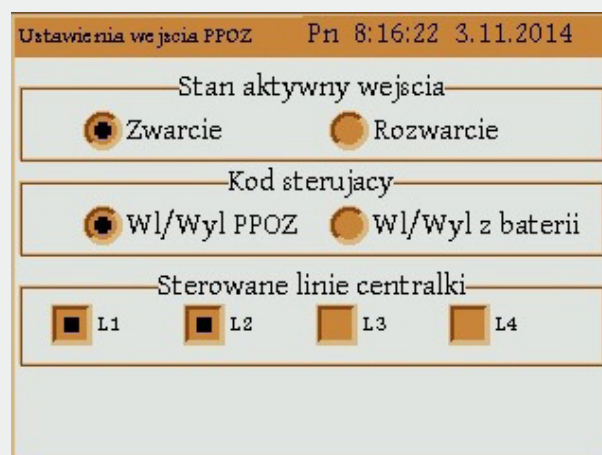 Ustawienia wejscia PPOZ Pn 8:16:22 3.11.2014
Stan aktywny wejscia
Zwarcie Rozwarcie
Kod sterujacy
Wl/Wyl PPOZ Wl/Wyl z baterii
Sterowane linie centralki
L1 L2 L3 L4